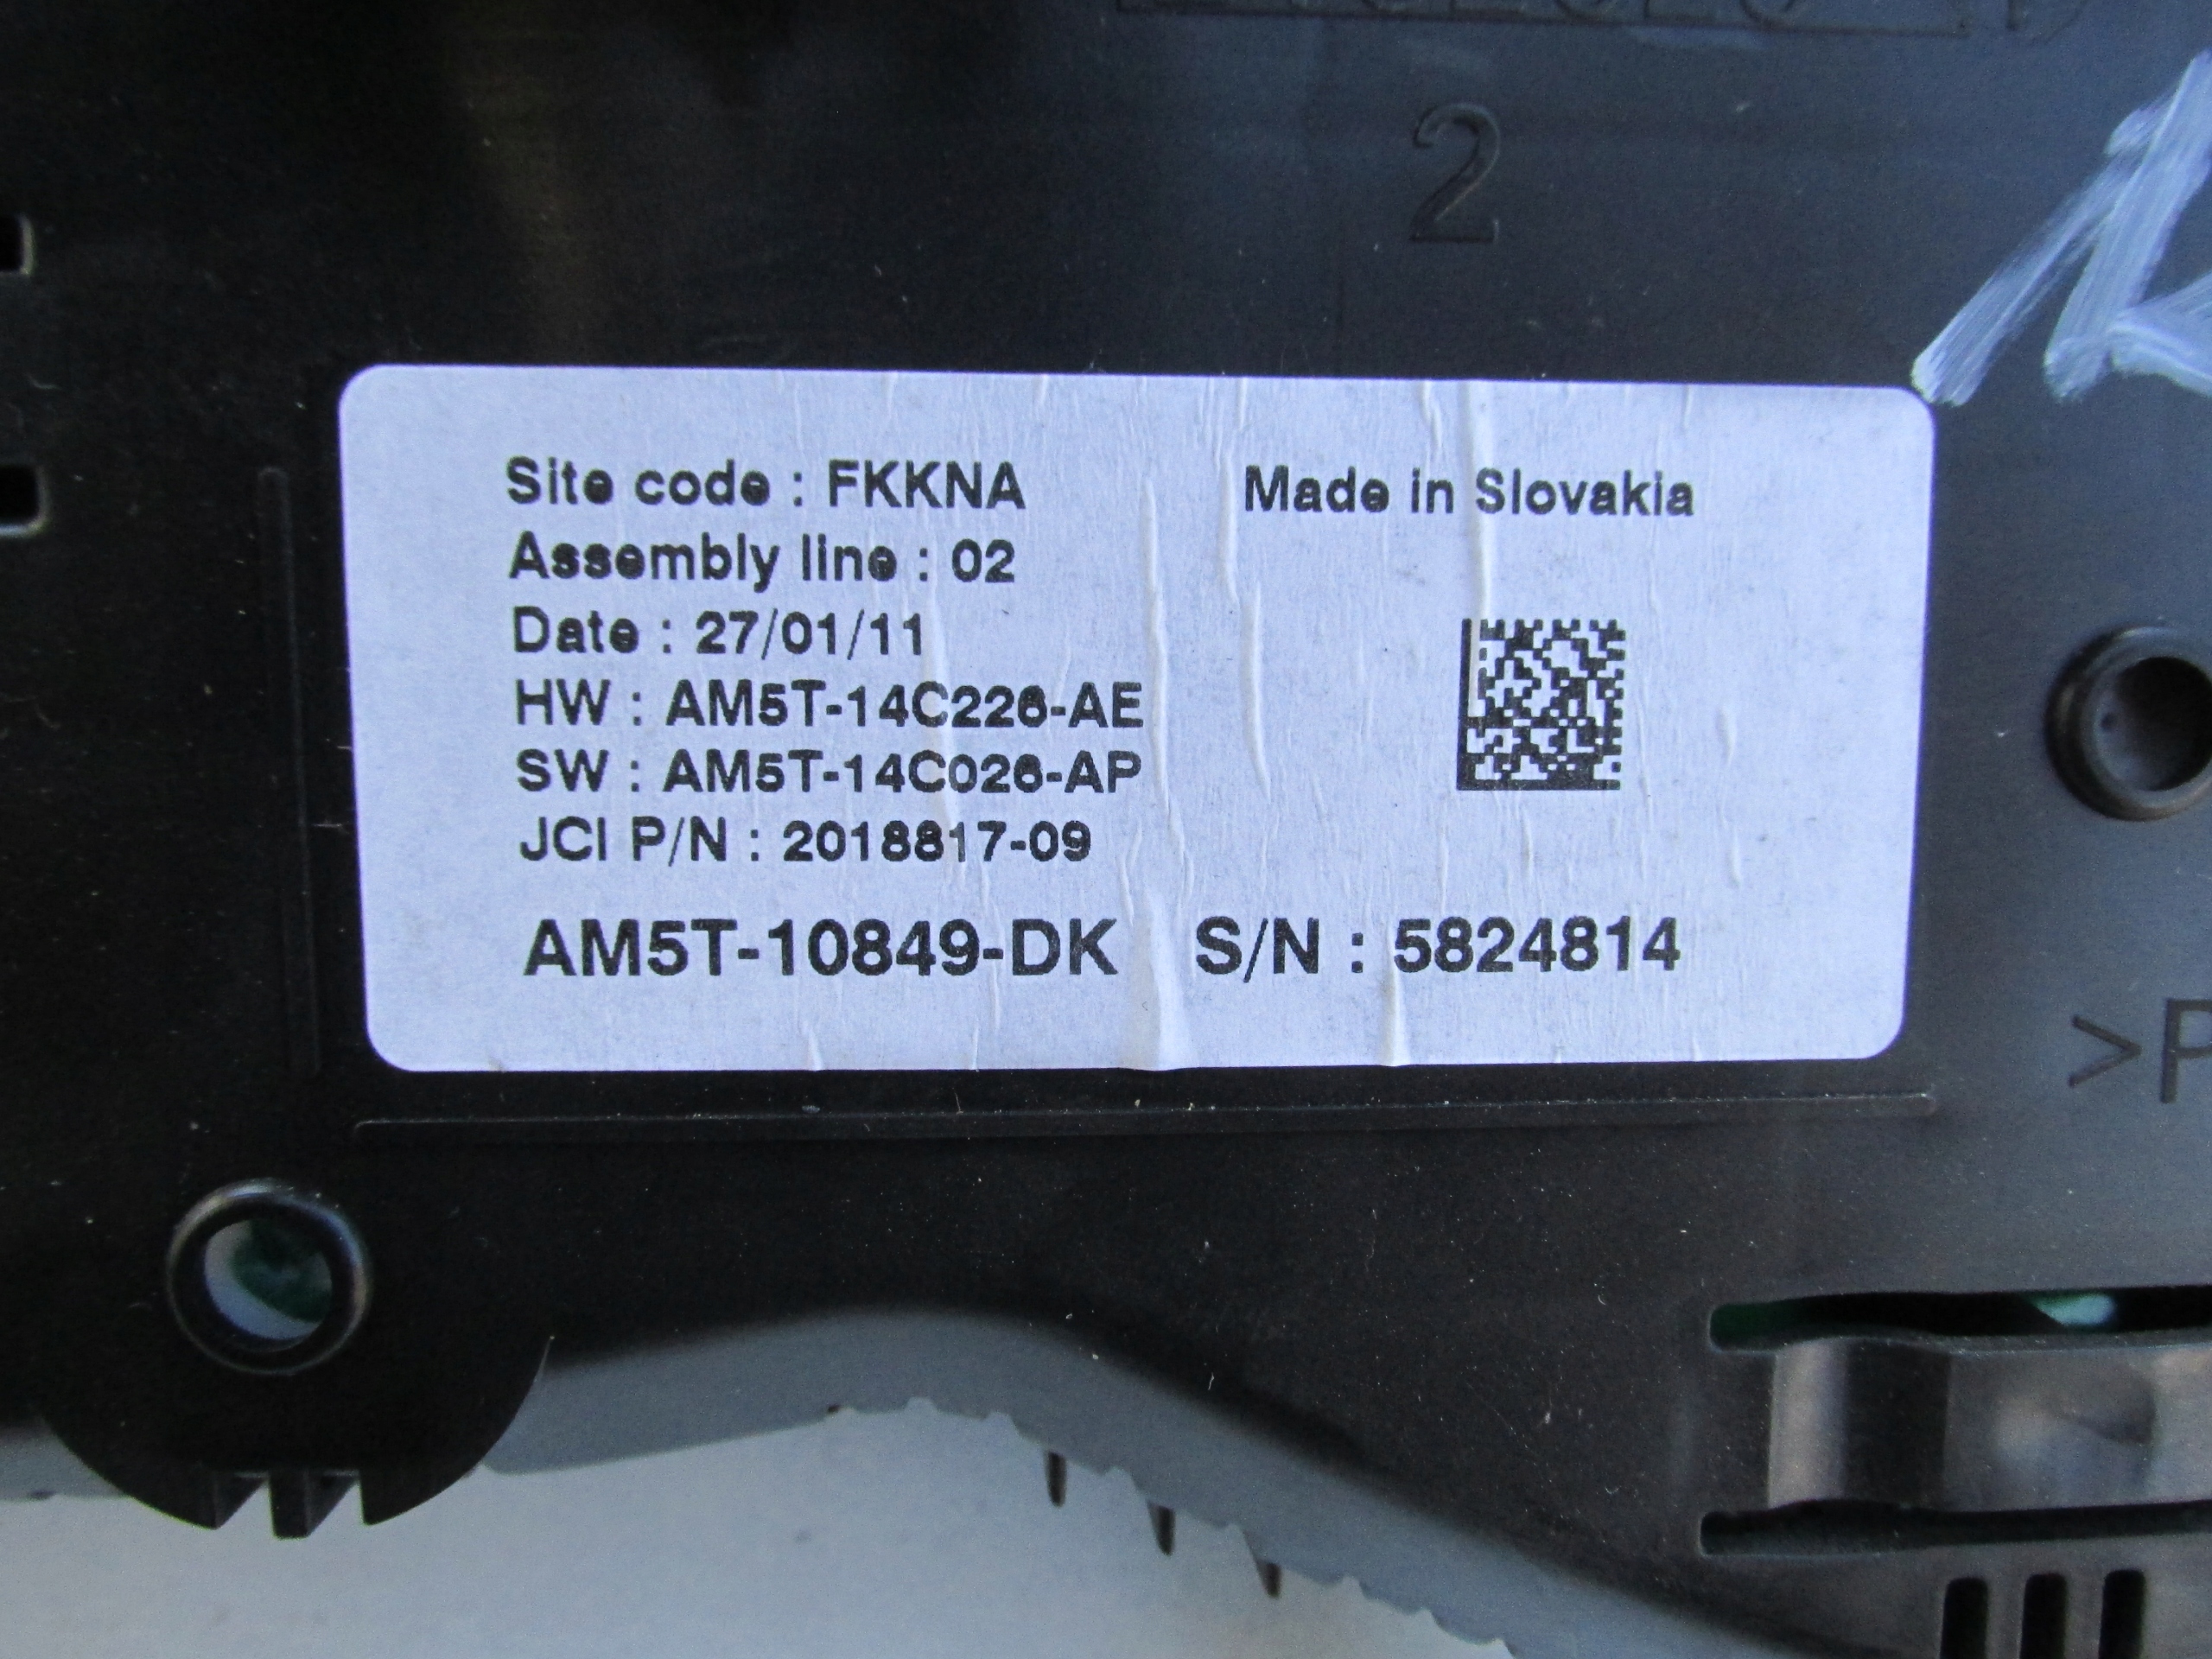 2
Site code : FKKNA
Made in Slovakia
Assembly line : 02
Date : 27/01/11
HW : AM5T-14C226-AE
SW : AM5T-14C026-AP
JCI P/N : 2018817-09
AM5T-10849-DK S/N : 5824814
>P